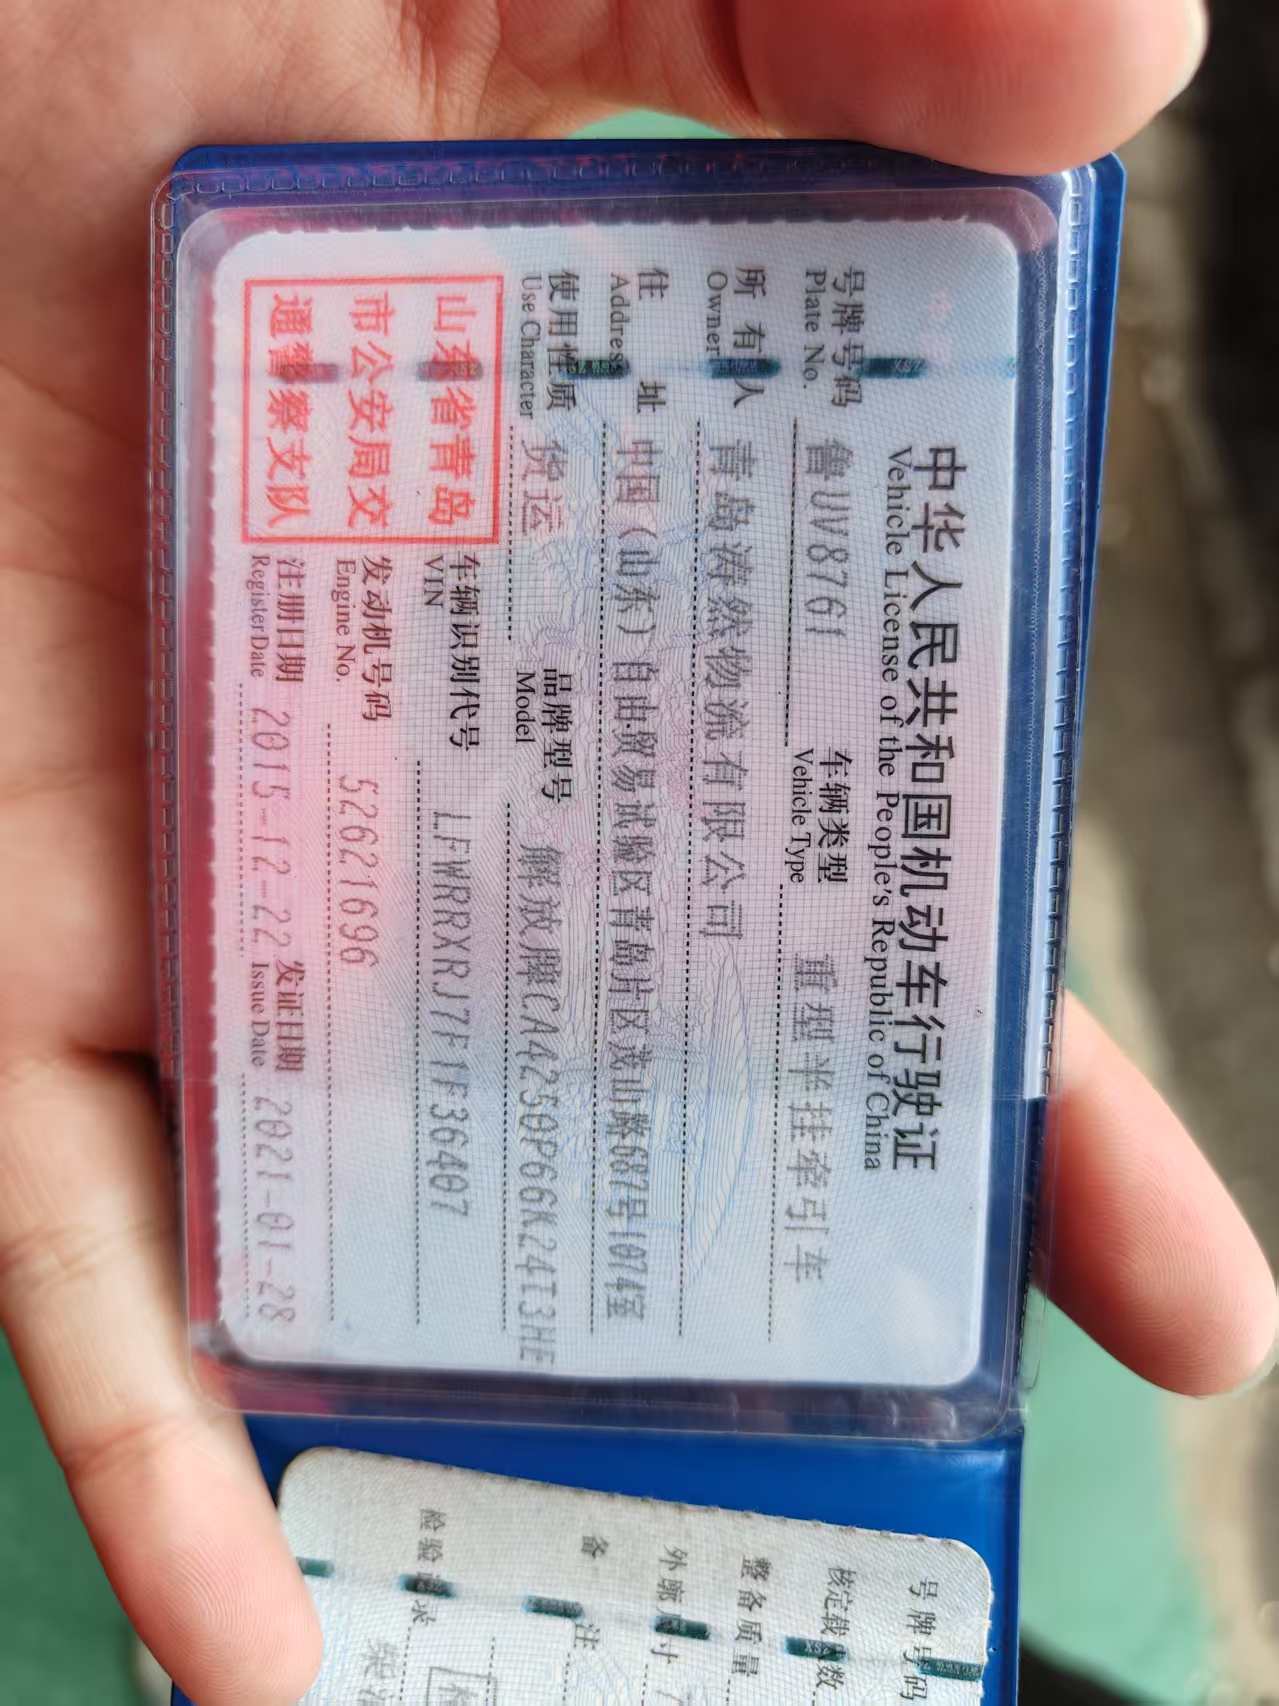 中华人民共和国机动车行驶证
Vehicle License of the People's Republic of China
号牌号码 鲁UV8761 车辆类型 重型半挂牵引车
Plate No. Vehicle Type
所有人 青岛涛然物流有限公司
Owner
住址 中国（山东）自由贸易试验区青岛片区茂山路687号1074室
Address
使用性质 货运 品牌型号 解放牌CA4250P66K24T3HE
Use Character Model
山东省青岛
市公安局交
通警察支队
车辆识别代号 LFWRRXRJ7F1F36407
VIN
发动机号码 52621696
Engine No.
注册日期 2015-12-22 发证日期 2021-01-28
Register Date Issue Date
号牌号码
核定载人数
整备质量
外廓尺寸
备注
检验记录